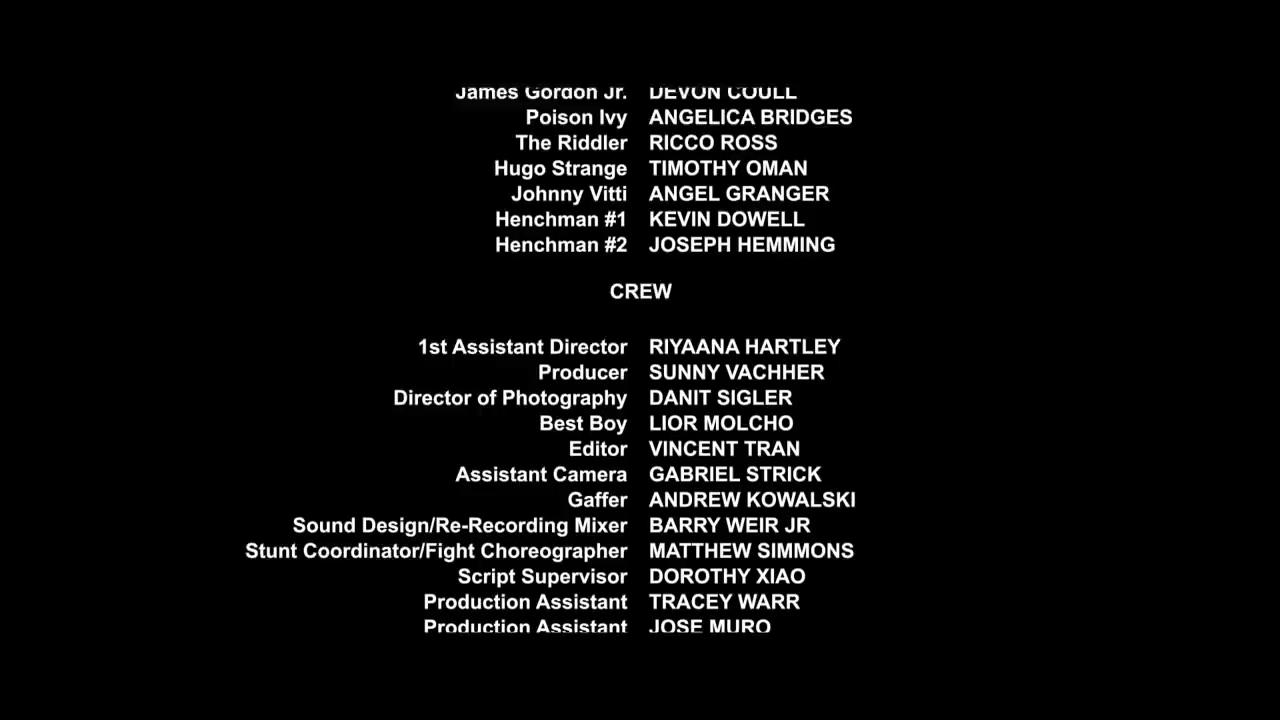 James Gordon Jr. DEVON COULL
Poison Ivy ANGELICA BRIDGES
The Riddler RICCO ROSS
Hugo Strange TIMOTHY OMAN
Johnny Vitti ANGEL GRANGER
Henchman #1 KEVIN DOWELL
Henchman #2 JOSEPH HEMMING
CREW
1st Assistant Director RIYAANA HARTLEY
Producer SUNNY VACHHER
Director of Photography DANIT SIGLER
Best Boy LIOR MOLCHO
Editor VINCENT TRAN
Assistant Camera GABRIEL STRICK
Gaffer ANDREW KOWALSKI
Sound Design/Re-Recording Mixer BARRY WEIR JR
Stunt Coordinator/Fight Choreographer MATTHEW SIMMONS
Script Supervisor DOROTHY XIAO
Production Assistant TRACEY WARR
Production Assistant JOSE MURO